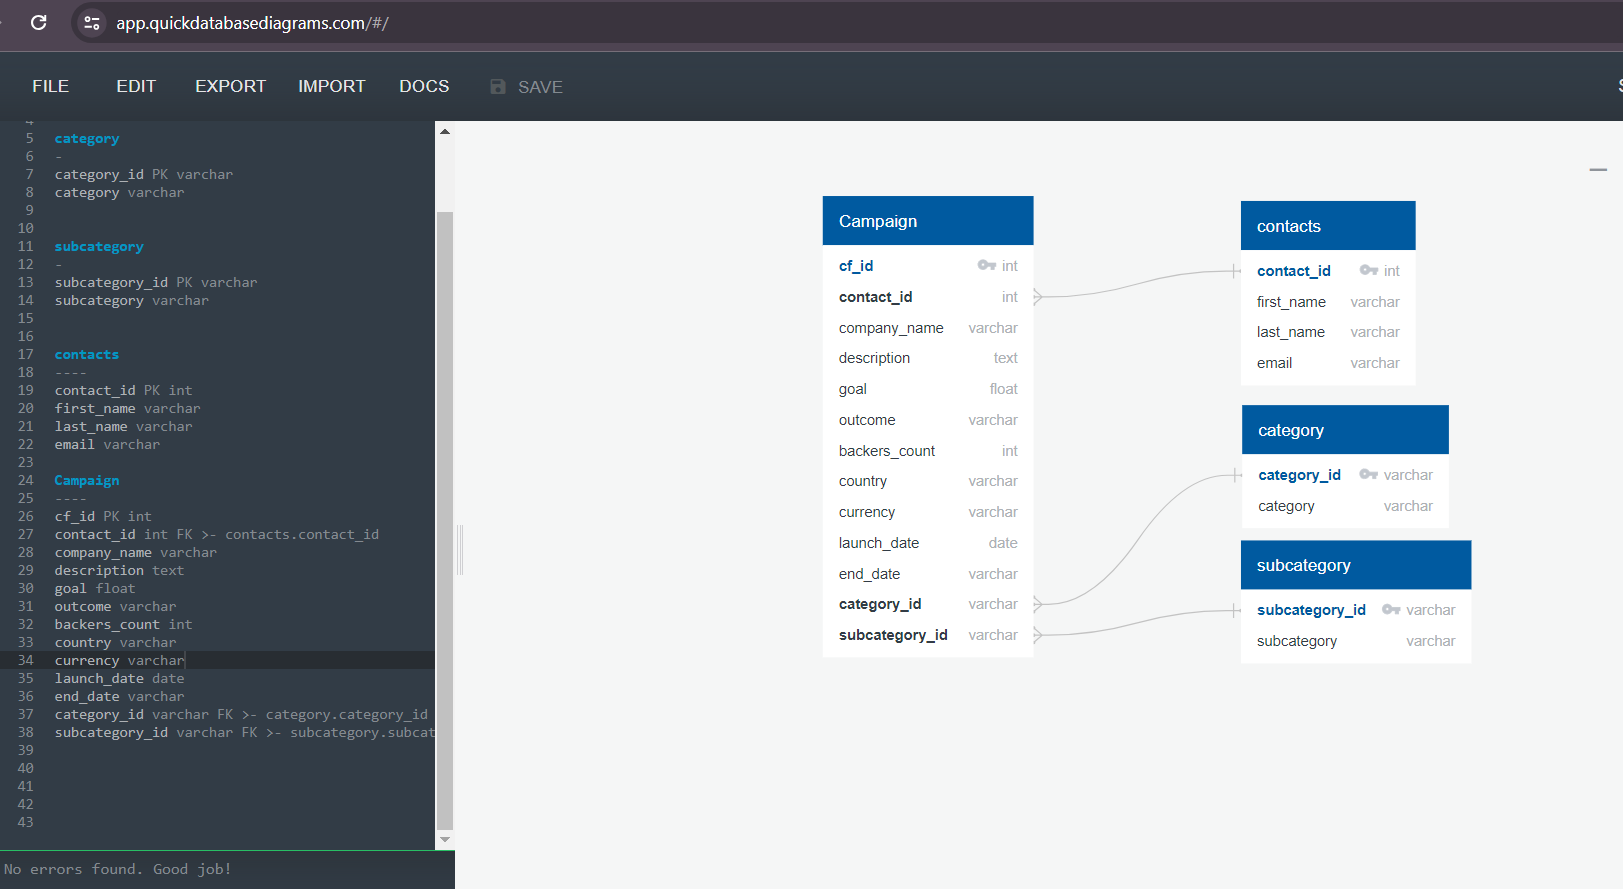 app.quickdatabasediagrams.com/#/
FILE EDIT EXPORT IMPORT DOCS SAVE
4
5 category
6 -
7 category_id PK varchar
8 category varchar
9
10
11 subcategory
12 -
13 subcategory_id PK varchar
14 subcategory varchar
15
16
17 contacts
18 ----
19 contact_id PK int
20 first_name varchar
21 last_name varchar
22 email varchar
23
24 Campaign
25 ----
26 cf_id PK int
27 contact_id int FK >- contacts.contact_id
28 company_name varchar
29 description text
30 goal float
31 outcome varchar
32 backers_count int
33 country varchar
34 currency varchar
35 launch_date date
36 end_date varchar
37 category_id varchar FK >- category.category_id
38 subcategory_id varchar FK >- subcategory.subcat
39
40
41
42
43
No errors found. Good job!
Campaign
cf_id int
contact_id int
company_name varchar
description text
goal float
outcome varchar
backers_count int
country varchar
currency varchar
launch_date date
end_date varchar
category_id varchar
subcategory_id varchar
contacts
contact_id int
first_name varchar
last_name varchar
email varchar
category
category_id varchar
category varchar
subcategory
subcategory_id varchar
subcategory varchar